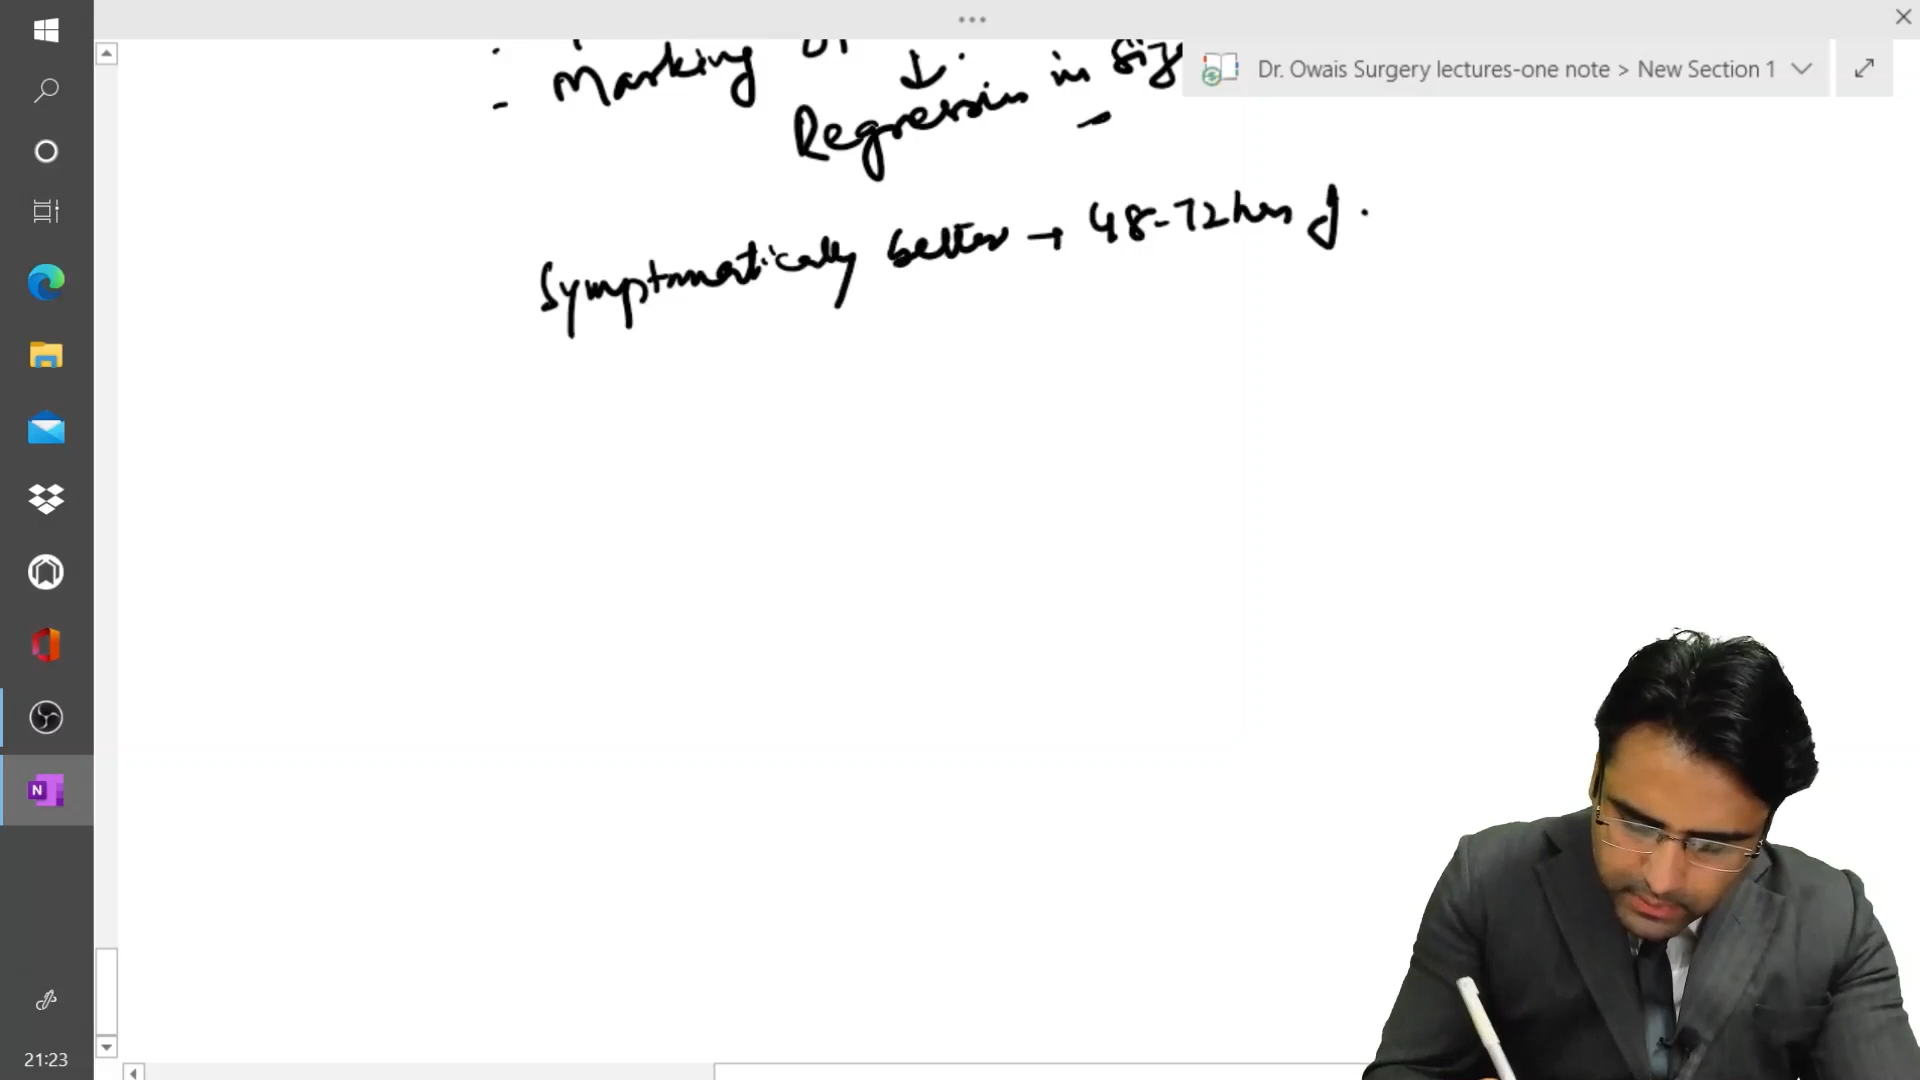 - Marking
↓
Regression in Siz
Symptomatically better → 48-72hrs of.
Dr. Owais Surgery lectures-one note > New Section 1
N
21:23